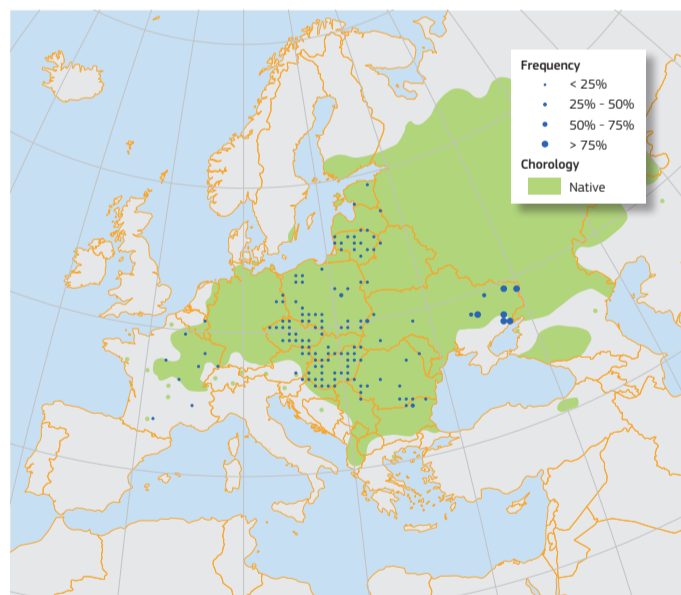 Frequency
< 25%
25% - 50%
50% - 75%
> 75%
Chorology
Native